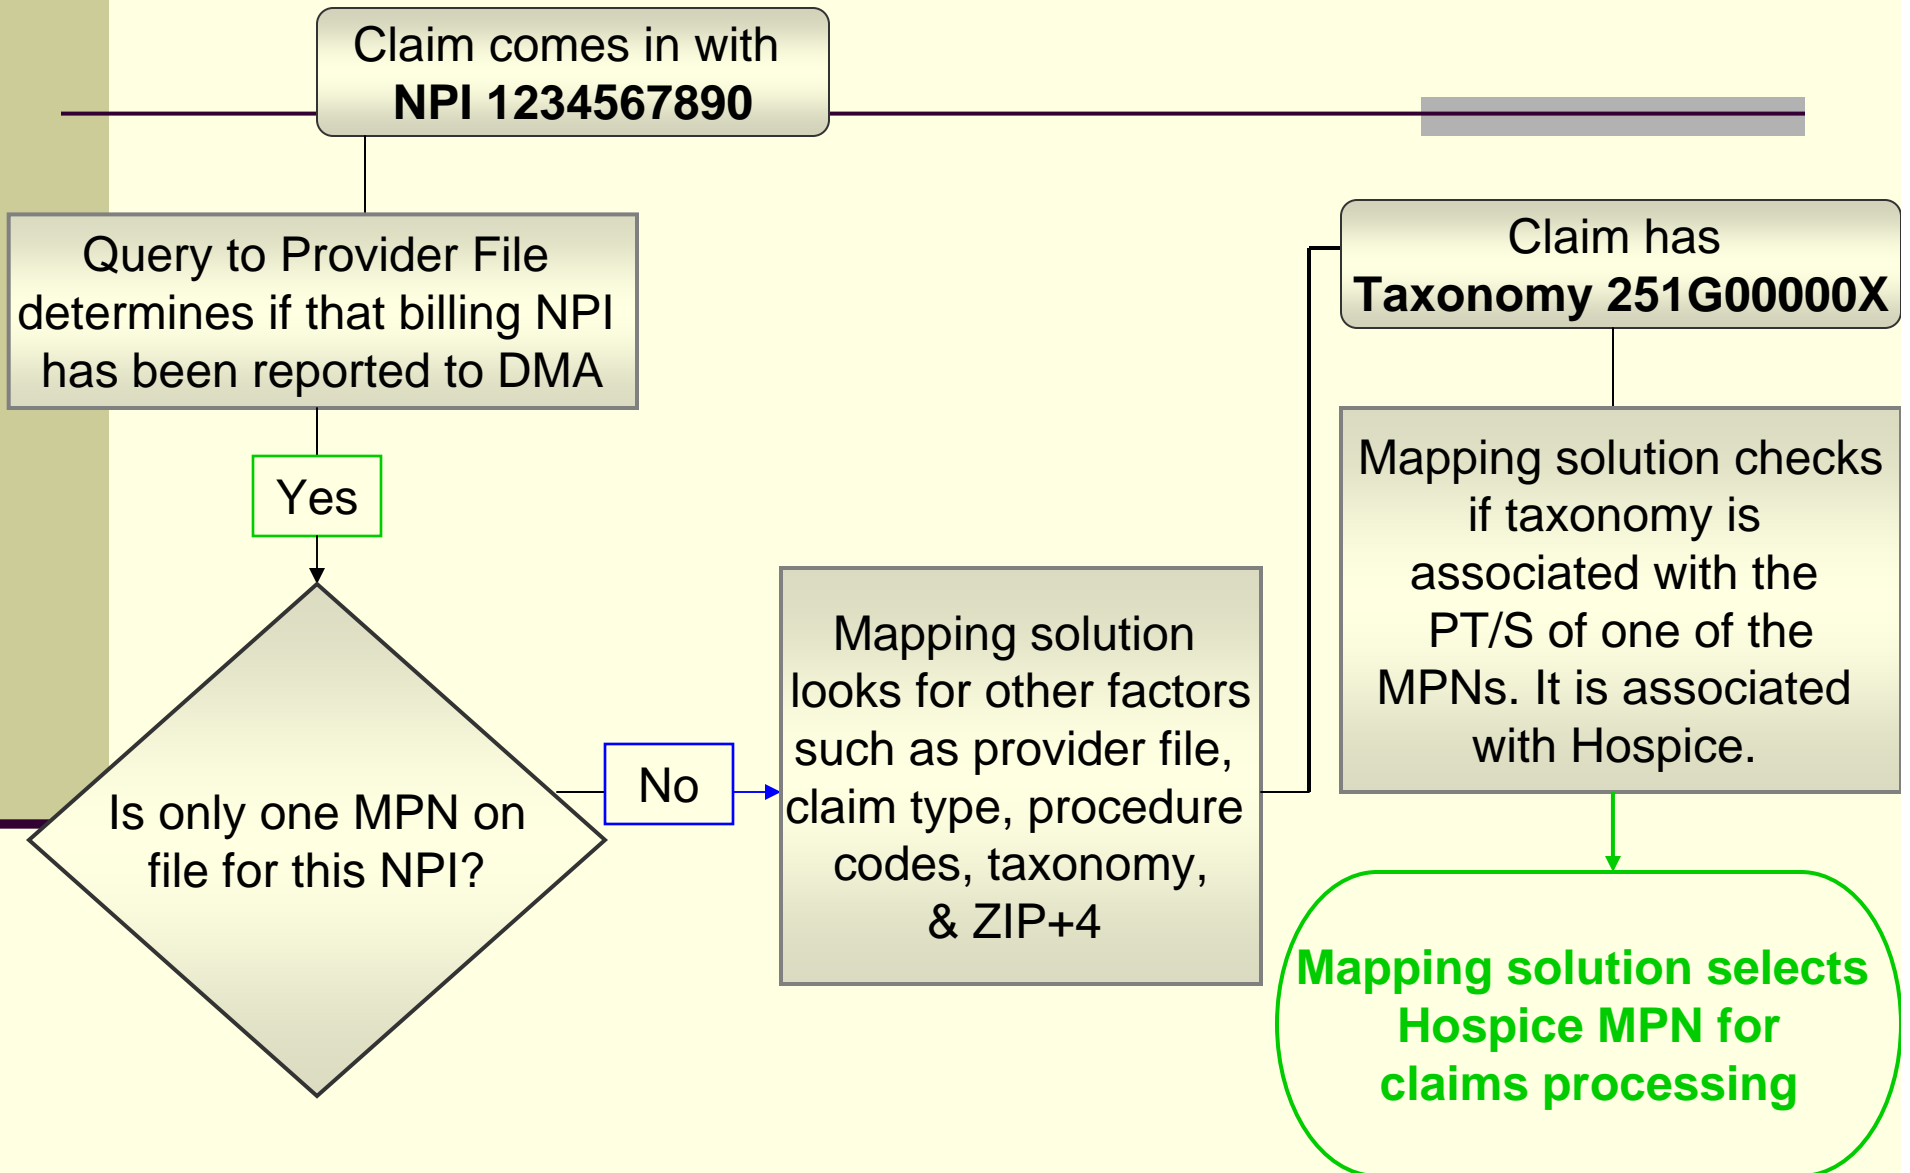 Claim comes in with
NPI 1234567890
Query to Provider File
determines if that billing NPI
has been reported to DMA
Yes
Is only one MPN on
file for this NPI?
No
Mapping solution
looks for other factors
such as provider file,
claim type, procedure
codes, taxonomy,
& ZIP+4
Claim has
Taxonomy 251G00000X
Mapping solution checks
if taxonomy is
associated with the
PT/S of one of the
MPNs. It is associated
with Hospice.
Mapping solution selects
Hospice MPN for
claims processing